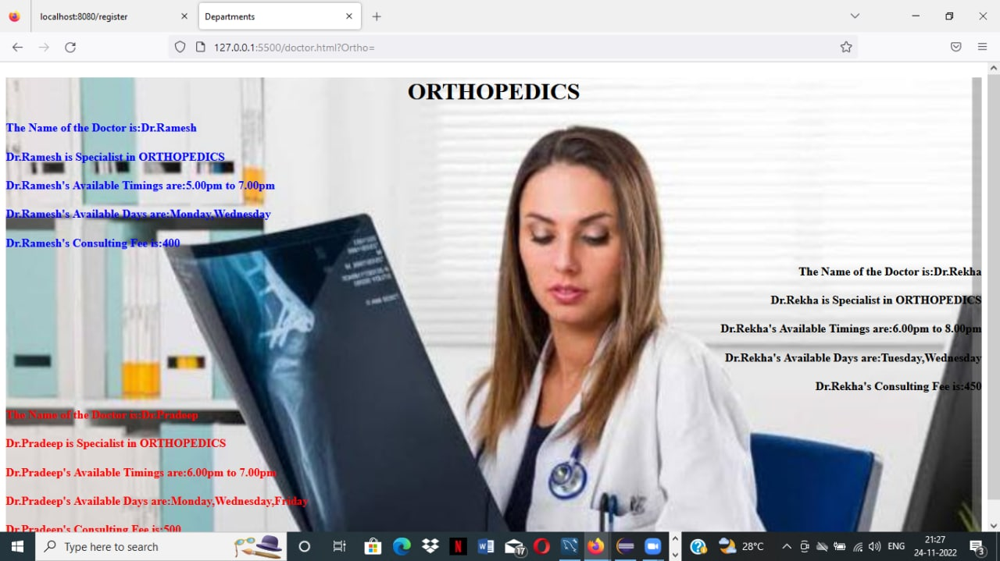 localhost:8080/register
Departments
127.0.0.1:5500/doctor.html?Ortho=
ORTHOPEDICS
The Name of the Doctor is:Dr.Ramesh
Dr.Ramesh is Specialist in ORTHOPEDICS
Dr.Ramesh's Available Timings are:5.00pm to 7.00pm
Dr.Ramesh's Available Days are:Monday,Wednesday
Dr.Ramesh's Consulting Fee is:400
The Name of the Doctor is:Dr.Rekha
Dr.Rekha is Specialist in ORTHOPEDICS
Dr.Rekha's Available Timings are:6.00pm to 8.00pm
Dr.Rekha's Available Days are:Tuesday,Wednesday
Dr.Rekha's Consulting Fee is:450
The Name of the Doctor is:Dr.Pradeep
Dr.Pradeep is Specialist in ORTHOPEDICS
Dr.Pradeep's Available Timings are:6.00pm to 7.00pm
Dr.Pradeep's Available Days are:Monday,Wednesday,Friday
Dr.Pradeep's Consulting Fee is:500
Type here to search
17
28°C
ENG
21:27
24-11-2022
3